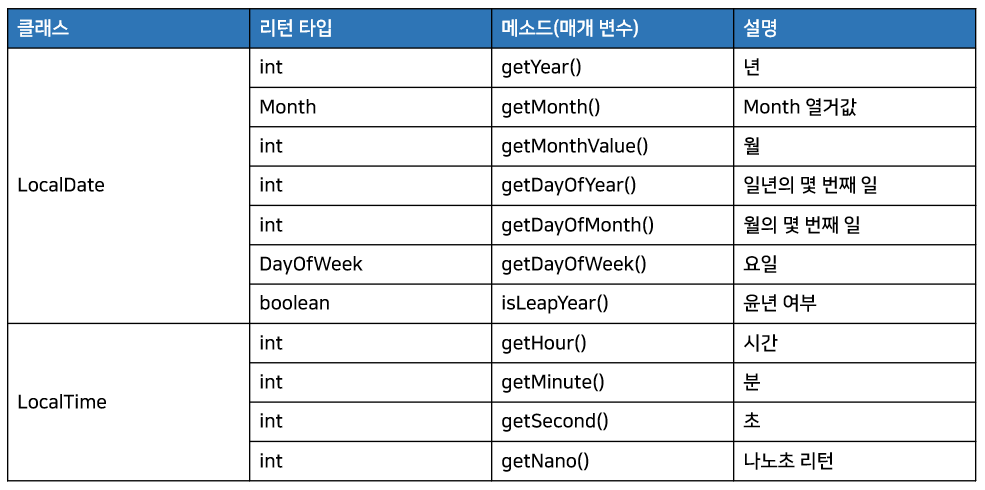 클래스 리턴 타입 메소드(매개 변수) 설명
LocalDate
int getYear() 년
Month getMonth() Month 열거값
int getMonthValue() 월
int getDayOfYear() 일년의 몇 번째 일
int getDayOfMonth() 월의 몇 번째 일
DayOfWeek getDayOfWeek() 요일
boolean isLeapYear() 윤년 여부
LocalTime
int getHour() 시간
int getMinute() 분
int getSecond() 초
int getNano() 나노초 리턴